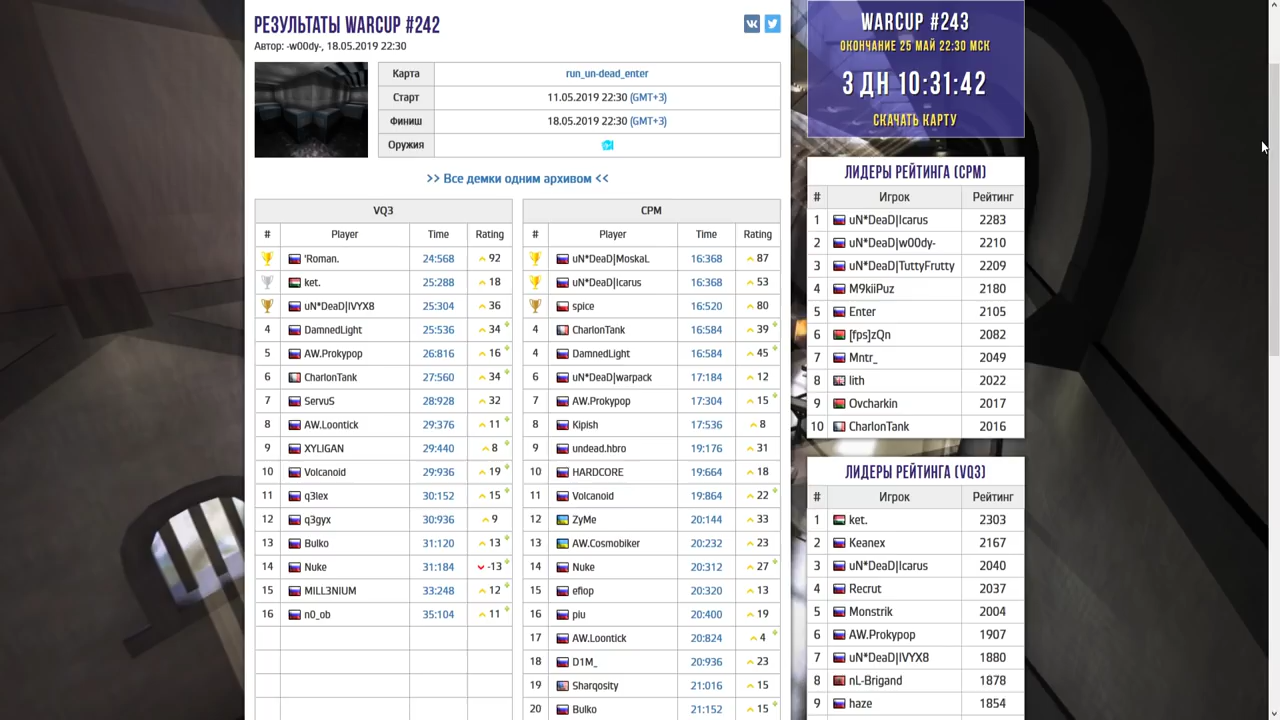 РЕЗУЛЬТАТЫ WARCUP #242
Автор: -w00dy-, 18.05.2019 22:30
Карта run_un-dead_enter
Старт 11.05.2019 22:30 (GMT+3)
Финиш 18.05.2019 22:30 (GMT+3)
Оружия
>> Все демки одним архивом <<
VQ3
# Player Time Rating
'Roman. 24:568 92
ket. 25:288 18
uN*DeaD|IVYX8 25:304 36
4 DamnedLight 25:536 34
5 AW.Prokypop 26:816 16
6 CharlonTank 27:560 34
7 ServuS 28:928 32
8 AW.Loontick 29:376 11
9 XYLIGAN 29:440 8
10 Volcanoid 29:936 19
11 q3lex 30:152 15
12 q3gyx 30:936 9
13 Bulko 31:120 13
14 Nuke 31:184 -13
15 MILL3NIUM 33:248 12
16 n0_ob 35:104 11
CPM
# Player Time Rating
uN*DeaD|MoskaL 16:368 87
uN*DeaD|Icarus 16:368 53
spice 16:520 80
4 CharlonTank 16:584 39
4 DamnedLight 16:584 45
6 uN*DeaD|warpack 17:184 12
7 AW.Prokypop 17:304 15
8 Kipish 17:536 8
9 undead.hbro 19:176 31
10 HARDCORE 19:664 18
11 Volcanoid 19:864 22
12 ZyMe 20:144 33
13 AW.Cosmobiker 20:232 23
14 Nuke 20:312 27
15 efiop 20:320 13
16 piu 20:400 19
17 AW.Loontick 20:824 4
18 D1M_ 20:936 23
19 Sharqosity 21:016 15
20 Bulko 21:152 15
WARCUP #243
ОКОНЧАНИЕ 25 МАЙ 22:30 МСК
3 ДН 10:31:42
СКАЧАТЬ КАРТУ
ЛИДЕРЫ РЕЙТИНГА (CPM)
# Игрок Рейтинг
1 uN*DeaD|Icarus 2283
2 uN*DeaD|w00dy- 2210
3 uN*DeaD|TuttyFrutty 2209
4 M9kiiPuz 2180
5 Enter 2105
6 [fps]zQn 2082
7 Mntr_ 2049
8 lith 2022
9 Ovcharkin 2017
10 CharlonTank 2016
ЛИДЕРЫ РЕЙТИНГА (VQ3)
# Игрок Рейтинг
1 ket. 2303
2 Keanex 2167
3 uN*DeaD|Icarus 2040
4 Recrut 2037
5 Monstrik 2004
6 AW.Prokypop 1907
7 uN*DeaD|IVYX8 1880
8 nL-Brigand 1878
9 haze 1854